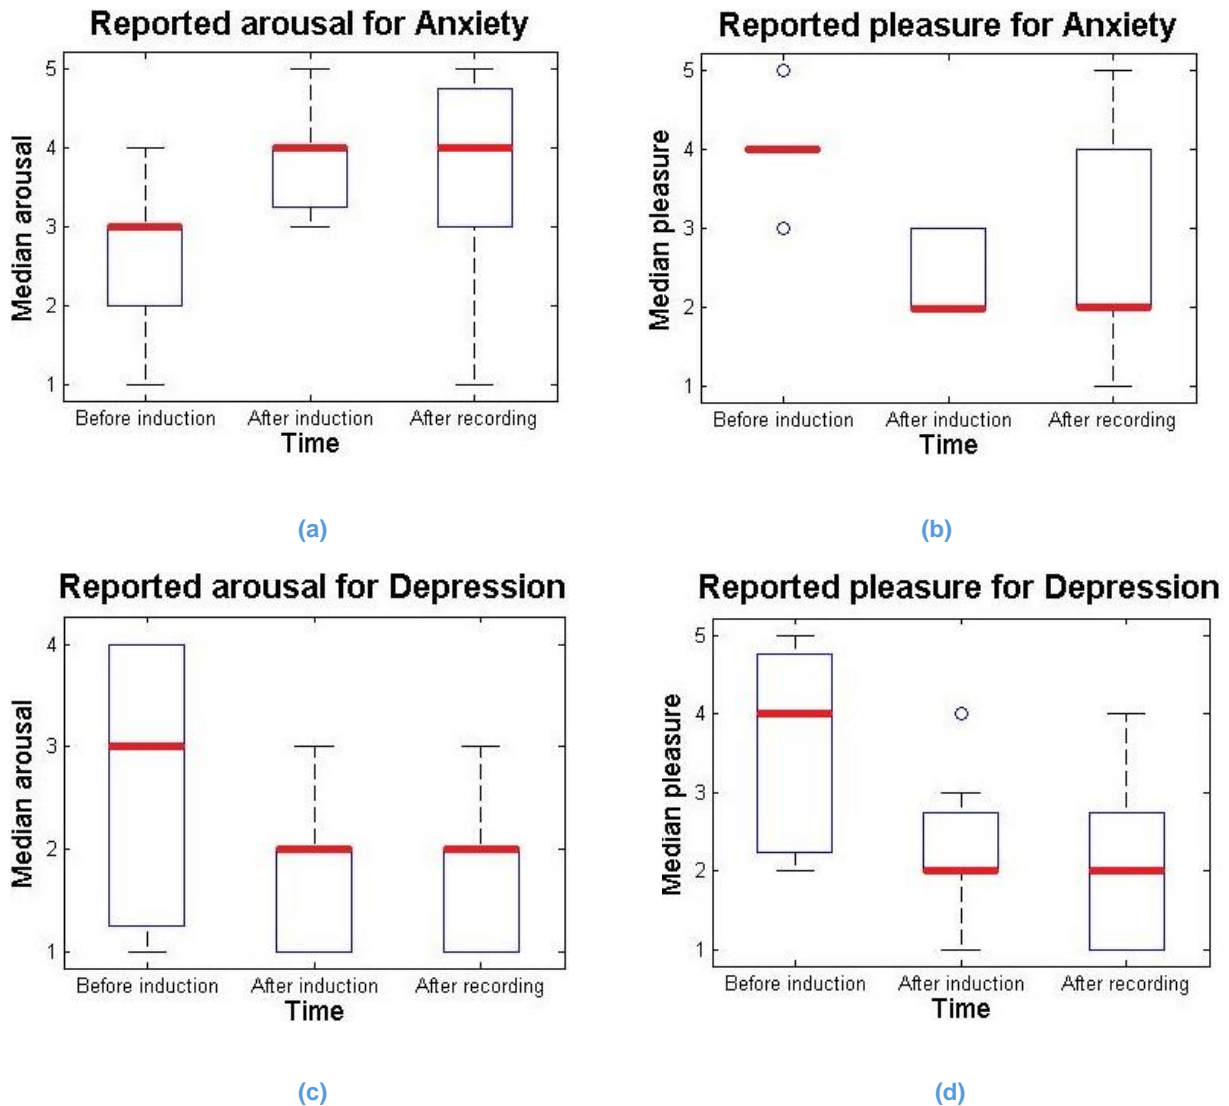 Reported arousal for Anxiety
5
4
3
2
1
Median arousal
Before induction
After induction
After recording
Time
(a)
Reported pleasure for Anxiety
5
4
3
2
1
Median pleasure
Before induction
After induction
After recording
Time
(b)
Reported arousal for Depression
4
3
2
1
Median arousal
Before induction
After induction
After recording
Time
(c)
Reported pleasure for Depression
5
4
3
2
1
Median pleasure
Before induction
After induction
After recording
Time
(d)